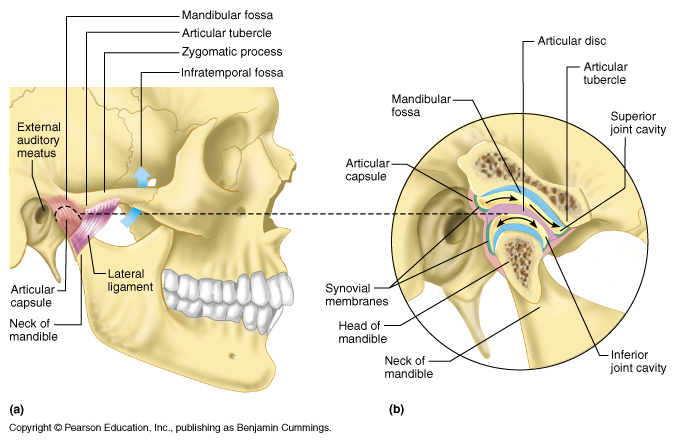 Mandibular fossa
Articular tubercle
Zygomatic process
Infratemporal fossa
External
auditory
meatus
Articular
capsule
Neck of
mandible
Lateral
ligament
(a)
Articular disc
Articular
tubercle
Mandibular
fossa
Superior
joint cavity
Articular
capsule
Synovial
membranes
Head of
mandible
Neck of
mandible
Inferior
joint cavity
(b)
Copyright © Pearson Education, Inc., publishing as Benjamin Cummings.